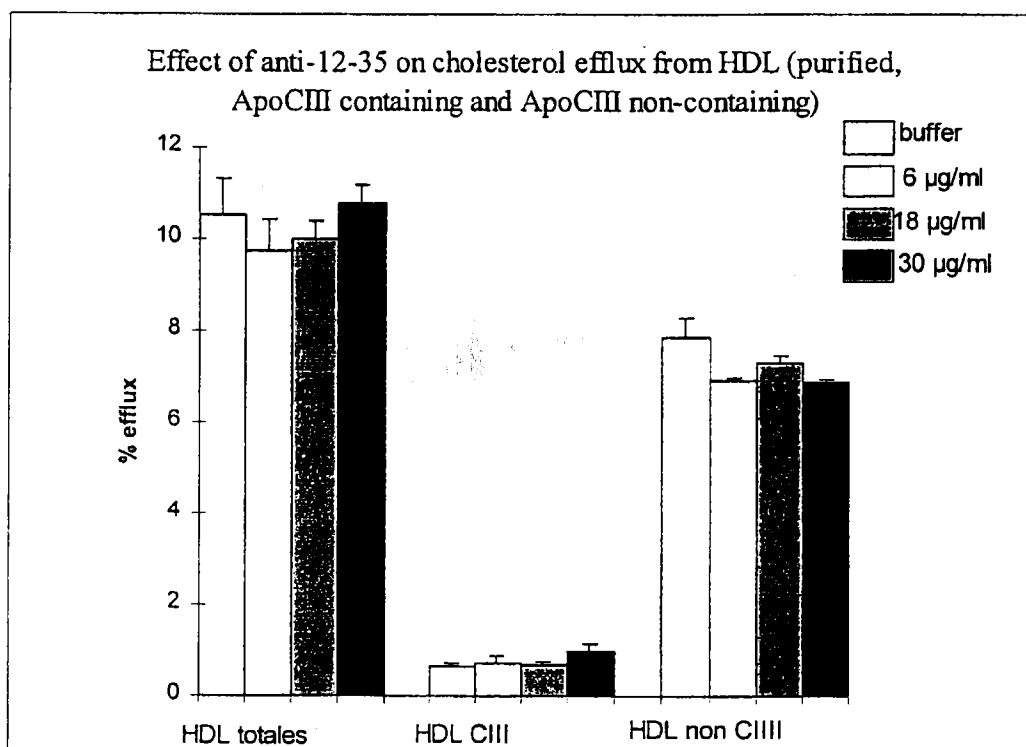 Effect of anti-12-35 on cholesterol efflux from HDL (purified,
ApoCIII containing and ApoCIII non-containing)
buffer
6 µg/ml
18 µg/ml
30 µg/ml
12
10
8
6
4
2
0
% efflux
HDL totales
HDL CIII
HDL non CIIII